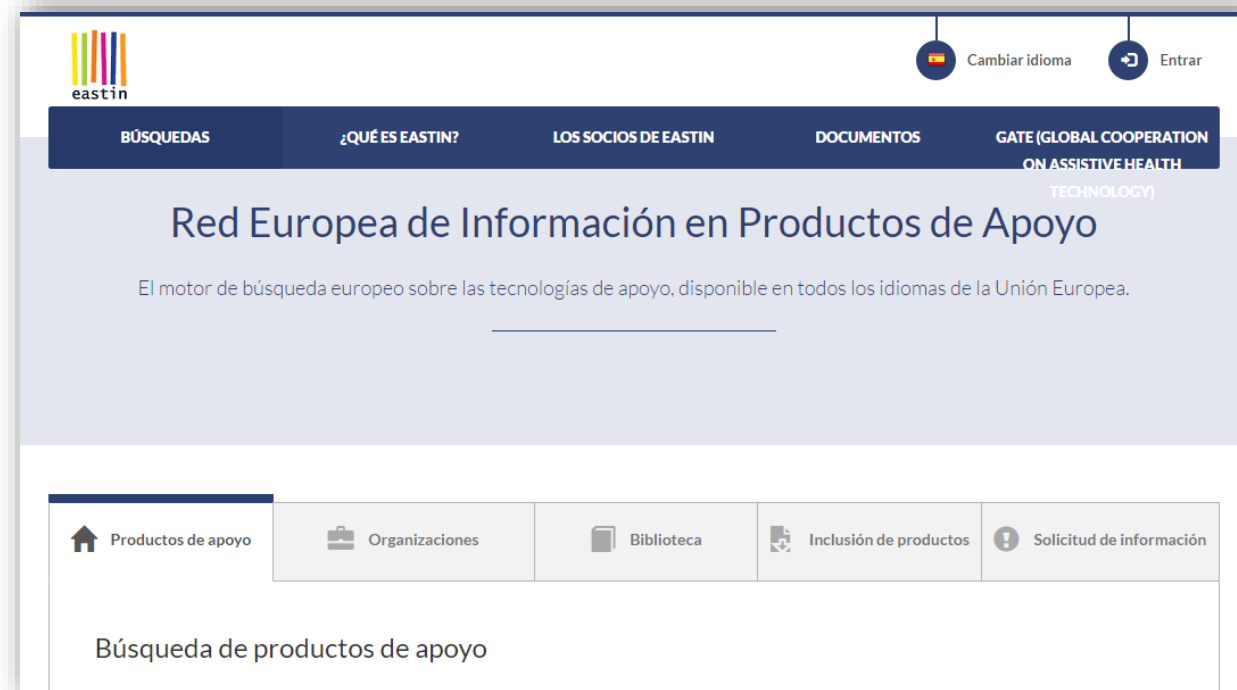 eastin
Cambiar idioma
Entrar
BÚSQUEDAS
¿QUÉ ES EASTIN?
LOS SOCIOS DE EASTIN
DOCUMENTOS
GATE (GLOBAL COOPERATION
ON ASSISTIVE HEALTH
TECHNOLOGY)
Red Europea de Información en Productos de Apoyo
El motor de búsqueda europeo sobre las tecnologías de apoyo, disponible en todos los idiomas de la Unión Europea.
Productos de apoyo
Organizaciones
Biblioteca
Inclusión de productos
Solicitud de información
Búsqueda de productos de apoyo